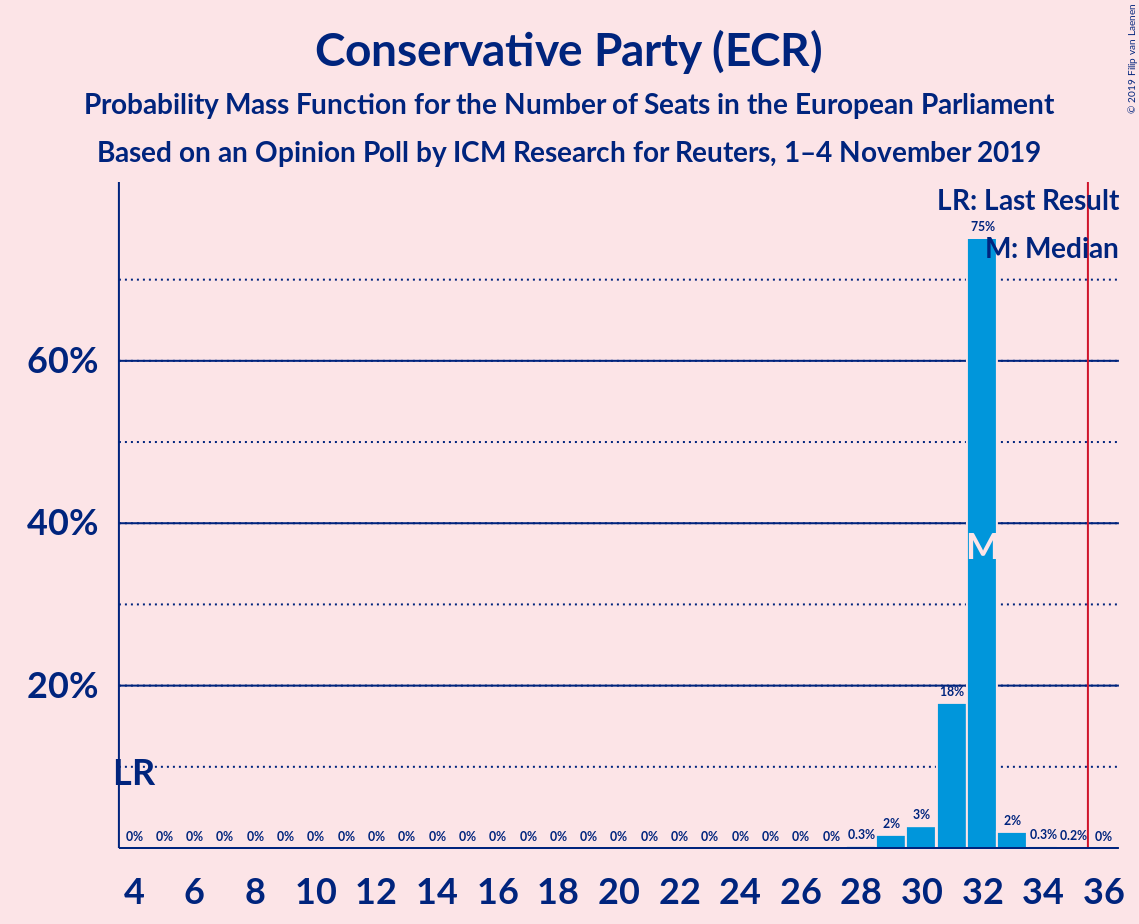 Conservative Party (ECR)
Probability Mass Function for the Number of Seats in the European Parliament
Based on an Opinion Poll by ICM Research for Reuters, 1–4 November 2019
© 2019 Filip van Laenen
LR: Last Result
M: Median
60%
40%
20%
LR
M
0% 0% 0% 0% 0% 0% 0% 0% 0% 0% 0% 0% 0% 0% 0% 0% 0% 0% 0% 0% 0% 0% 0% 0% 0.3% 2% 3% 18% 75% 2% 0.3% 0.2% 0%
4 6 8 10 12 14 16 18 20 22 24 26 28 30 32 34 36